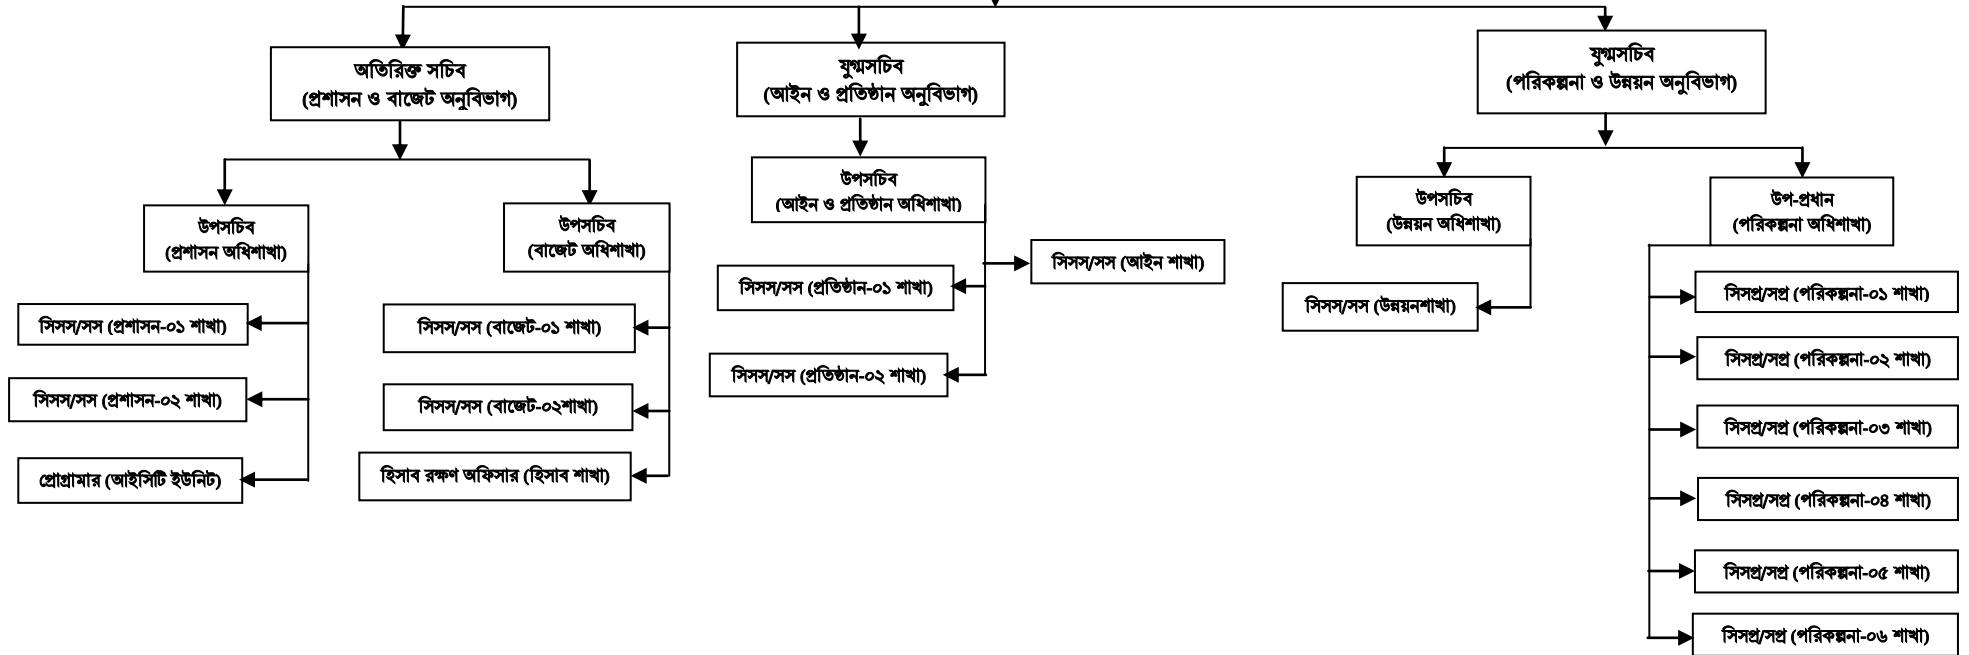 অতিরিক্ত সচিব
(প্রশাসন ও বাজেট অনুবিভাগ)
যুগ্মসচিব
(আইন ও প্রতিষ্ঠান অনুবিভাগ)
যুগ্মসচিব
(পরিকল্পনা ও উন্নয়ন অনুবিভাগ)
উপসচিব
(প্রশাসন অধিশাখা)
উপসচিব
(বাজেট অধিশাখা)
উপসচিব
(আইন ও প্রতিষ্ঠান অধিশাখা)
উপসচিব
(উন্নয়ন অধিশাখা)
উপ-প্রধান
(পরিকল্পনা অধিশাখা)
সিসস/সস (প্রশাসন-০১ শাখা)
সিসস/সস (প্রশাসন-০২ শাখা)
প্রোগ্রামার (আইসিটি ইউনিট)
সিসস/সস (বাজেট-০১ শাখা)
সিসস/সস (বাজেট-০২শাখা)
হিসাব রক্ষণ অফিসার (হিসাব শাখা)
সিসস/সস (আইন শাখা)
সিসস/সস (প্রতিষ্ঠান-০১ শাখা)
সিসস/সস (প্রতিষ্ঠান-০২ শাখা)
সিসস/সস (উন্নয়নশাখা)
সিসপ্র/সপ্র (পরিকল্পনা-০১ শাখা)
সিসপ্র/সপ্র (পরিকল্পনা-০২ শাখা)
সিসপ্র/সপ্র (পরিকল্পনা-০৩ শাখা)
সিসপ্র/সপ্র (পরিকল্পনা-০৪ শাখা)
সিসপ্র/সপ্র (পরিকল্পনা-০৫ শাখা)
সিসপ্র/সপ্র (পরিকল্পনা-০৬ শাখা)